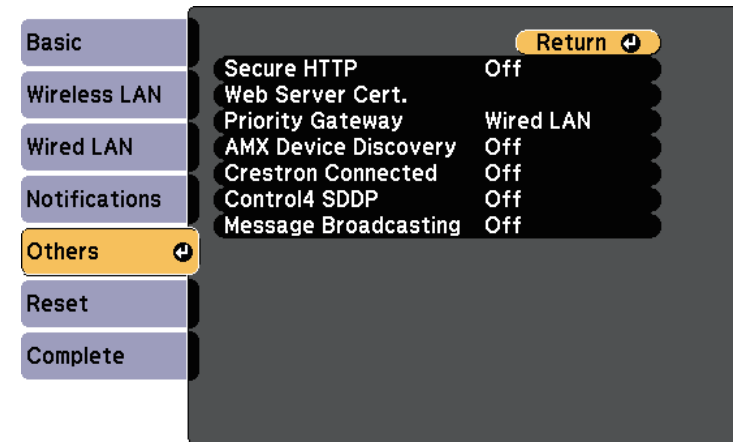 Basic
Wireless LAN
Wired LAN
Notifications
Others
Reset
Complete
Return
Secure HTTP Off
Web Server Cert.
Priority Gateway Wired LAN
AMX Device Discovery Off
Crestron Connected Off
Control4 SDDP Off
Message Broadcasting Off